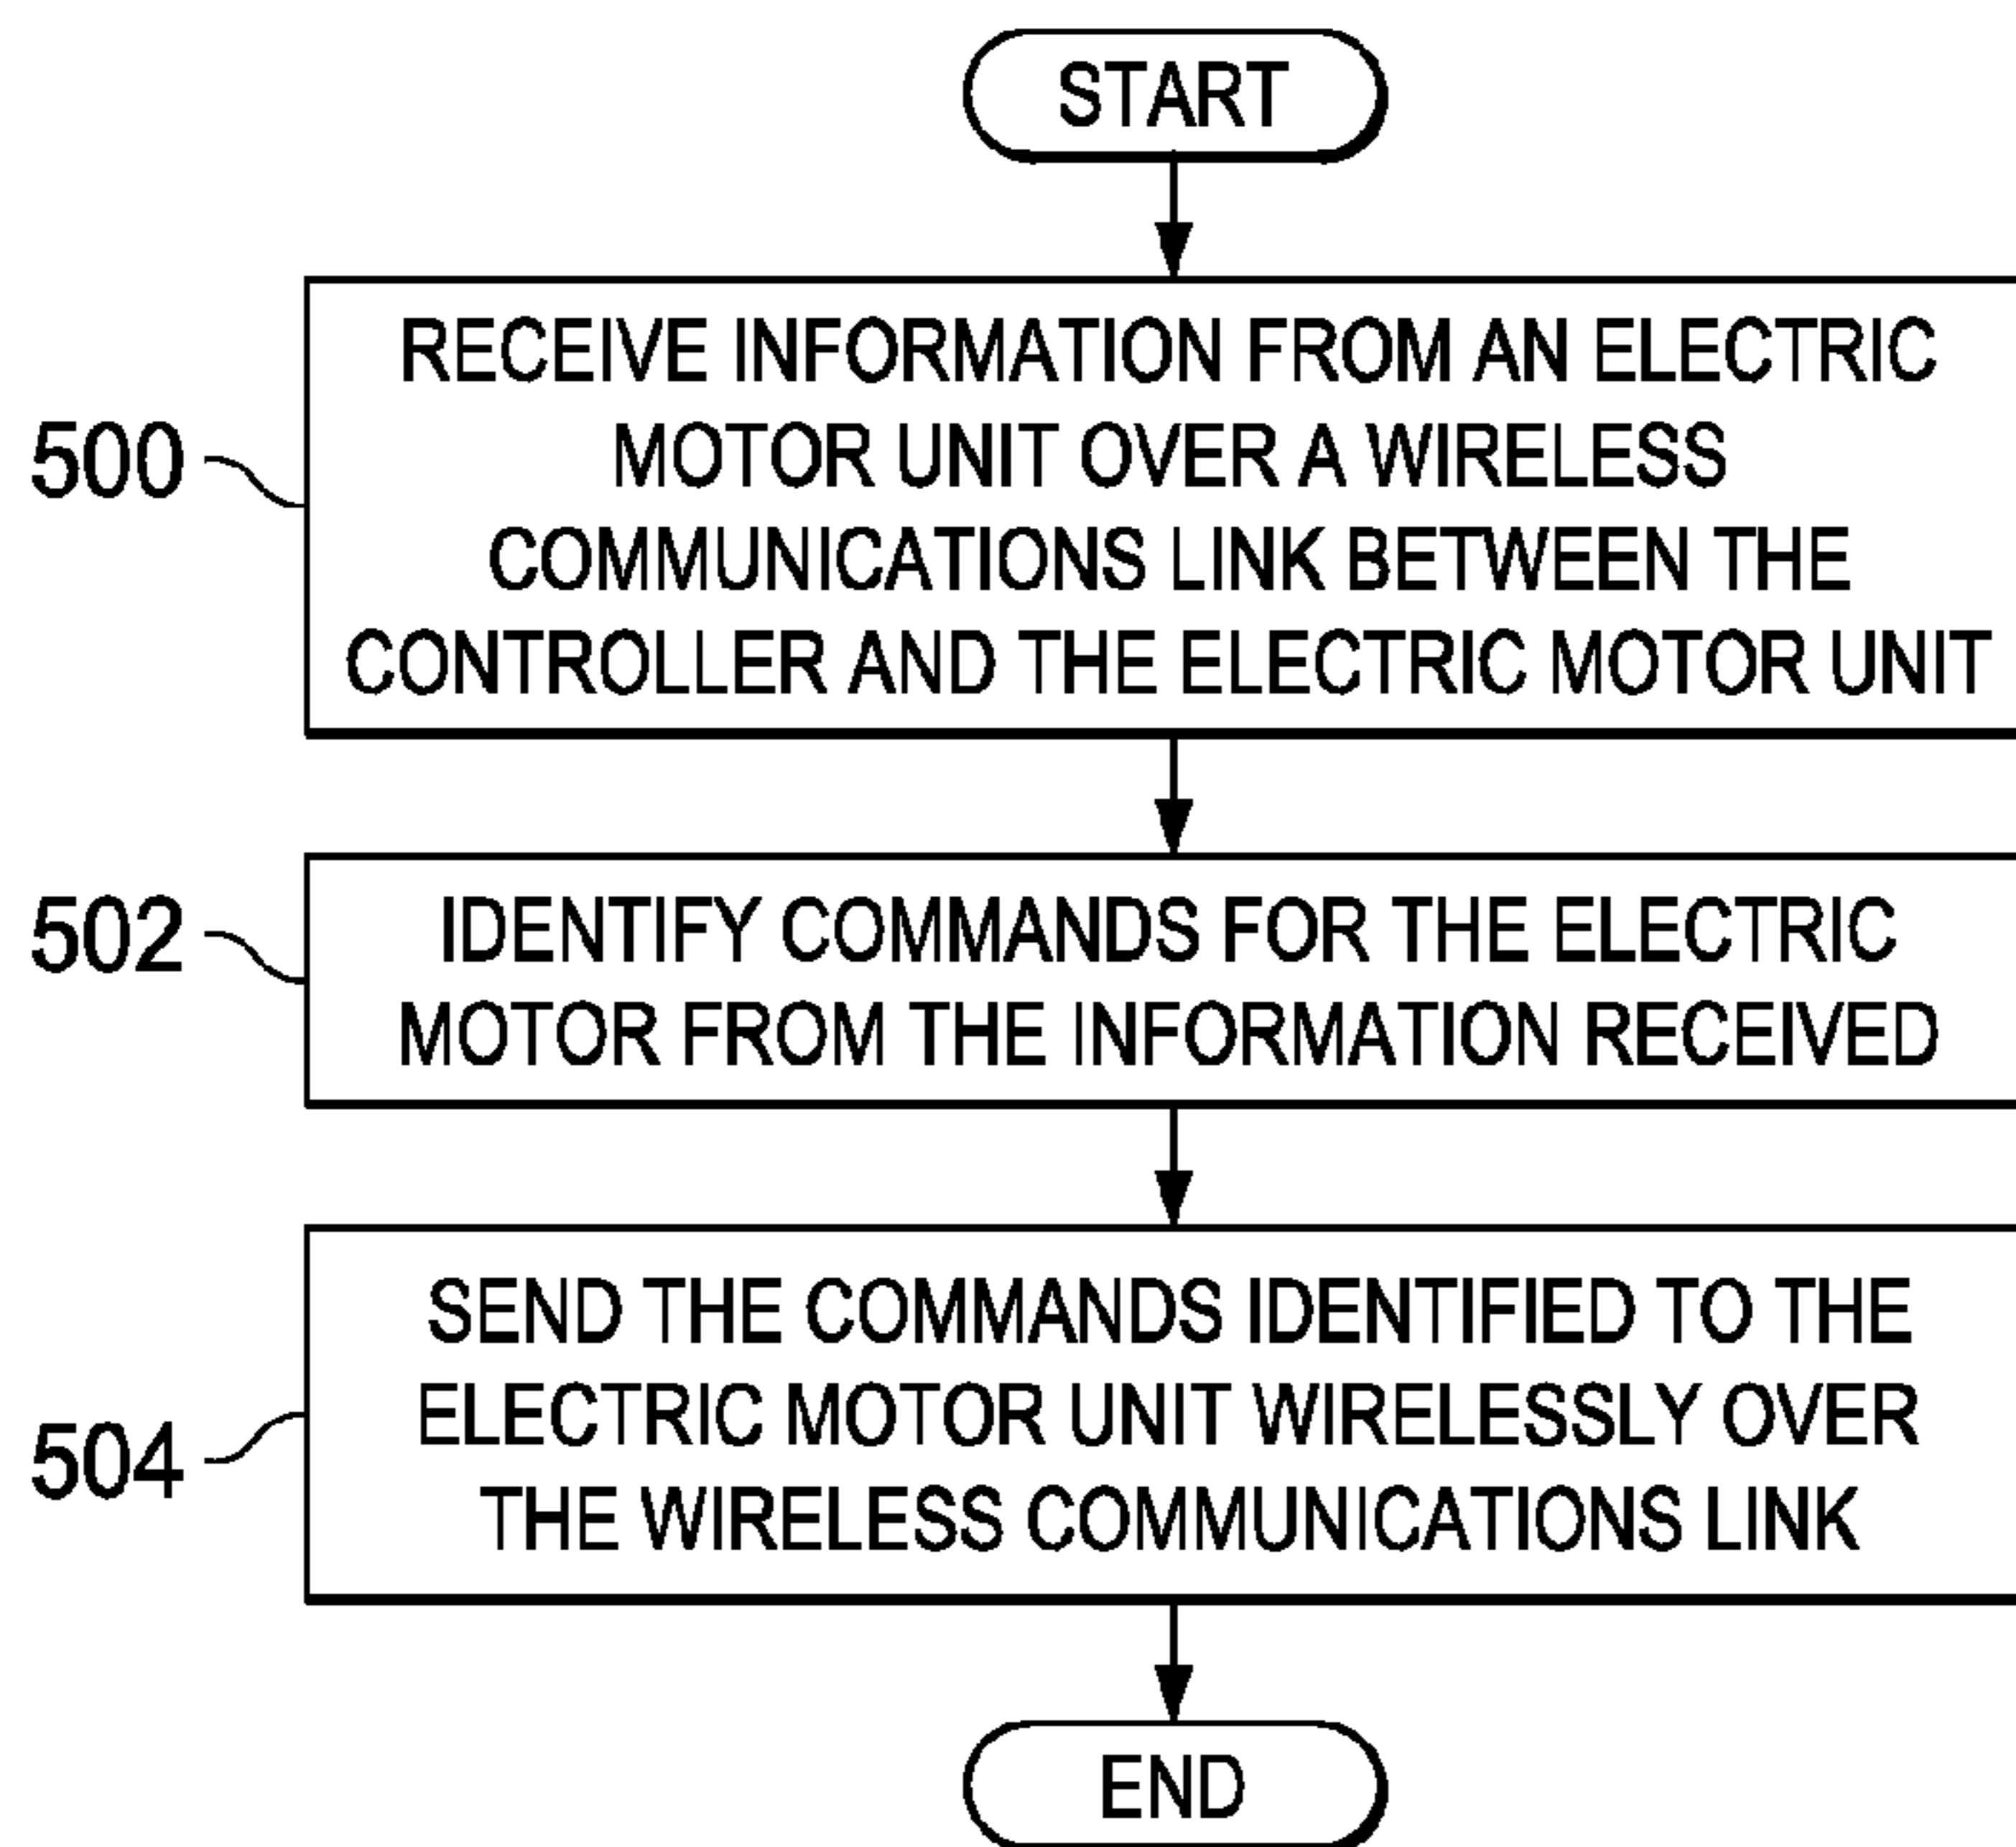 START
500
RECEIVE INFORMATION FROM AN ELECTRIC
MOTOR UNIT OVER A WIRELESS
COMMUNICATIONS LINK BETWEEN THE
CONTROLLER AND THE ELECTRIC MOTOR UNIT
502
IDENTIFY COMMANDS FOR THE ELECTRIC
MOTOR FROM THE INFORMATION RECEIVED
504
SEND THE COMMANDS IDENTIFIED TO THE
ELECTRIC MOTOR UNIT WIRELESSLY OVER
THE WIRELESS COMMUNICATIONS LINK
END